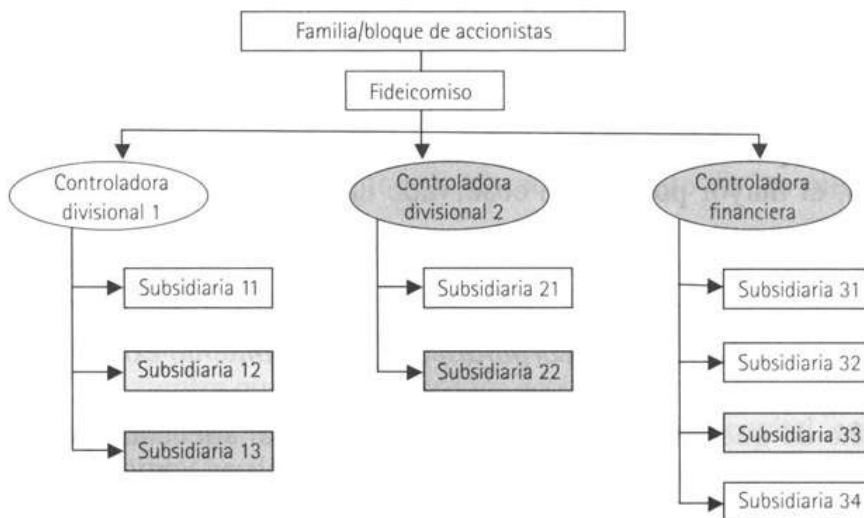 Familia/bloque de accionistas
Fideicomiso
Controladora
divisional 1
Controladora
divisional 2
Controladora
financiera
Subsidiaria 11
Subsidiaria 12
Subsidiaria 13
Subsidiaria 21
Subsidiaria 22
Subsidiaria 31
Subsidiaria 32
Subsidiaria 33
Subsidiaria 34